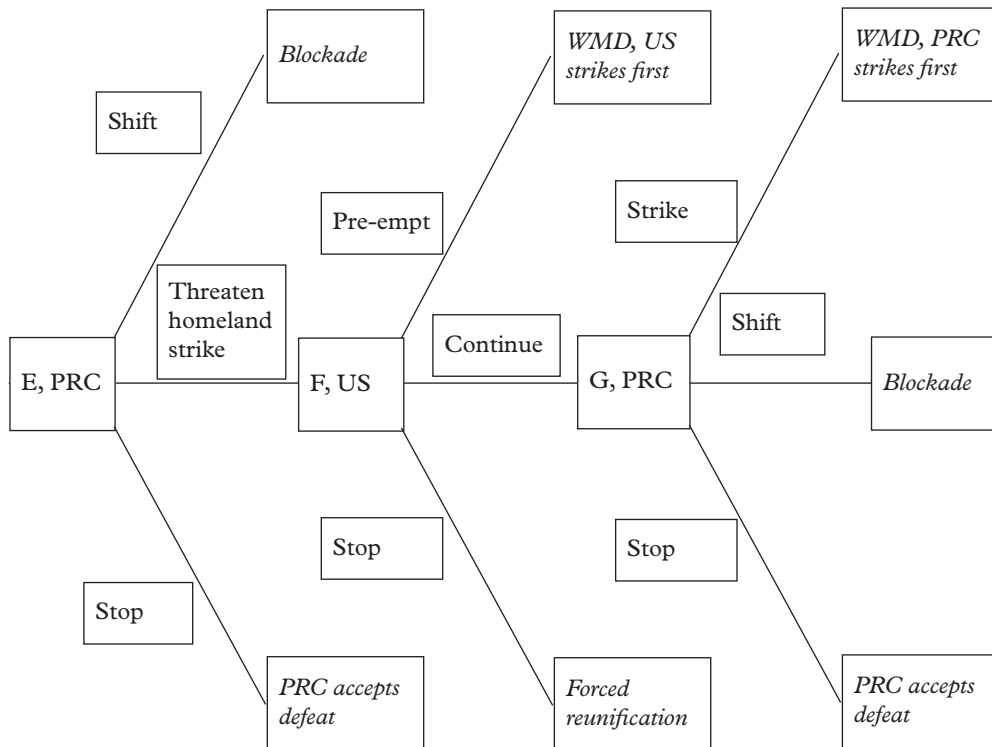 Blockade
WMD, US
strikes first
WMD, PRC
strikes first
Shift
Pre-empt
Strike
Threaten
homeland
strike
Continue
Shift
E, PRC
F, US
G, PRC
Blockade
Stop
Stop
Stop
PRC accepts
defeat
Forced
reunification
PRC accepts
defeat